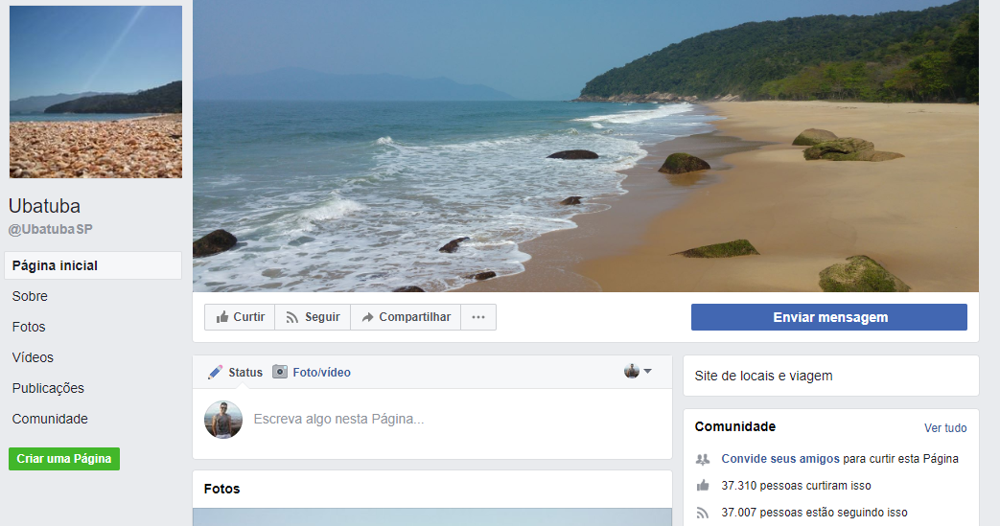 Ubatuba
@UbatubaSP
Página inicial
Sobre
Fotos
Vídeos
Publicações
Comunidade
Criar uma Página
Curtir
Seguir
Compartilhar
Enviar mensagem
Status
Foto/vídeo
Escreva algo nesta Página...
Fotos
Site de locais e viagem
Comunidade
Ver tudo
Convide seus amigos para curtir esta Página
37.310 pessoas curtiram isso
37.007 pessoas estão seguindo isso